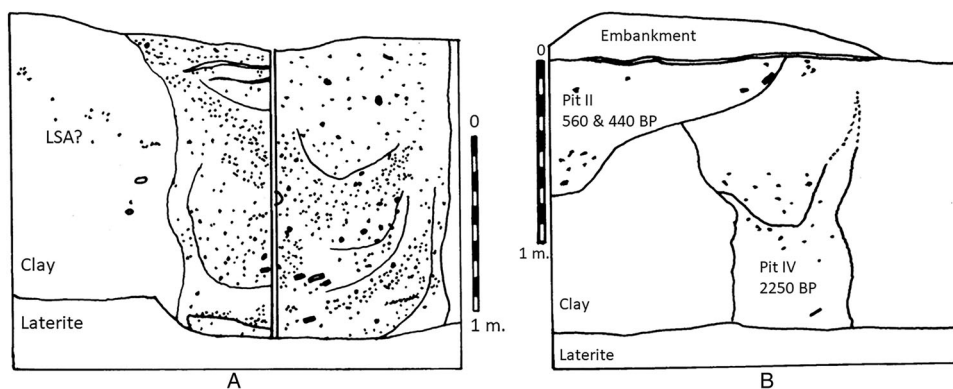 LSA?
Clay
Laterite
0
1 m.
A
Embankment
0
Pit II
560 & 440 BP
1 m.
Pit IV
2250 BP
Clay
Laterite
B